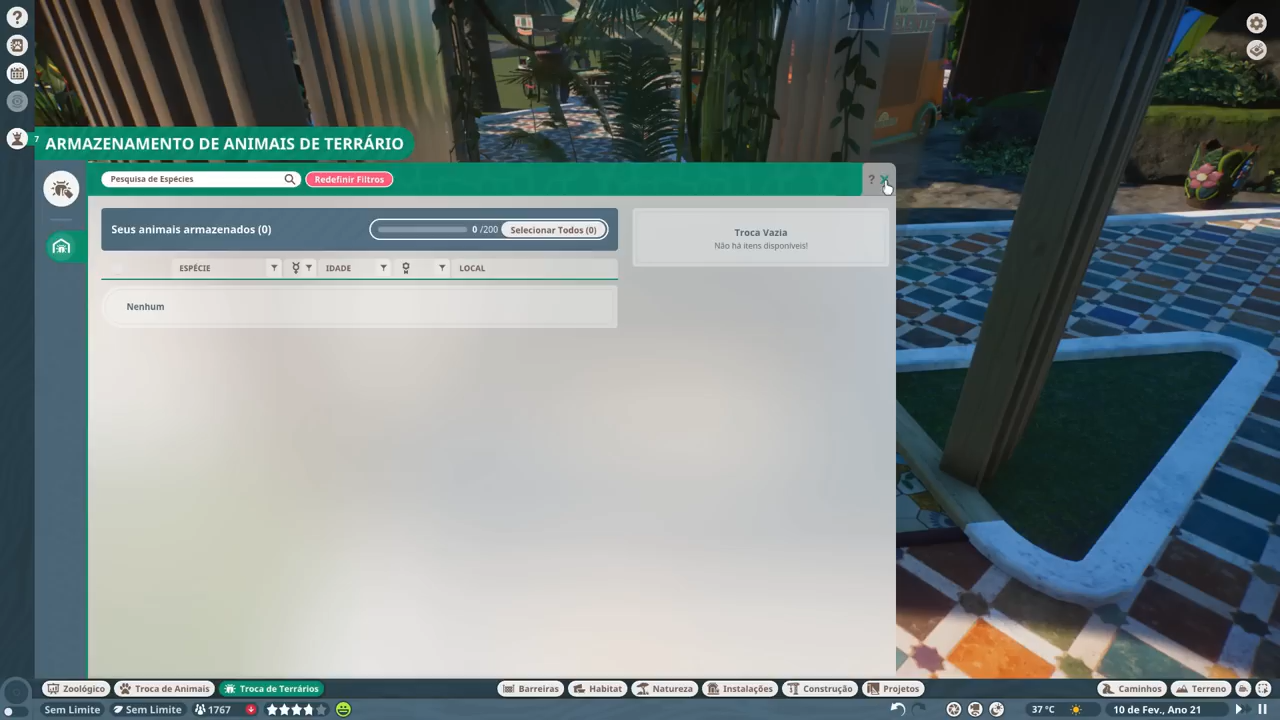 7
ARMAZENAMENTO DE ANIMAIS DE TERRÁRIO
Pesquisa de Espécies
Redefinir Filtros
?
Seus animais armazenados (0)
0 /200
Selecionar Todos (0)
ESPÉCIE
IDADE
LOCAL
Nenhum
Troca Vazia
Não há itens disponíveis!
Zoológico
Troca de Animais
Troca de Terrários
Barreiras
Habitat
Natureza
Instalações
Construção
Projetos
Caminhos
Terreno
Sem Limite
Sem Limite
1767
37 °C
10 de Fev., Ano 21